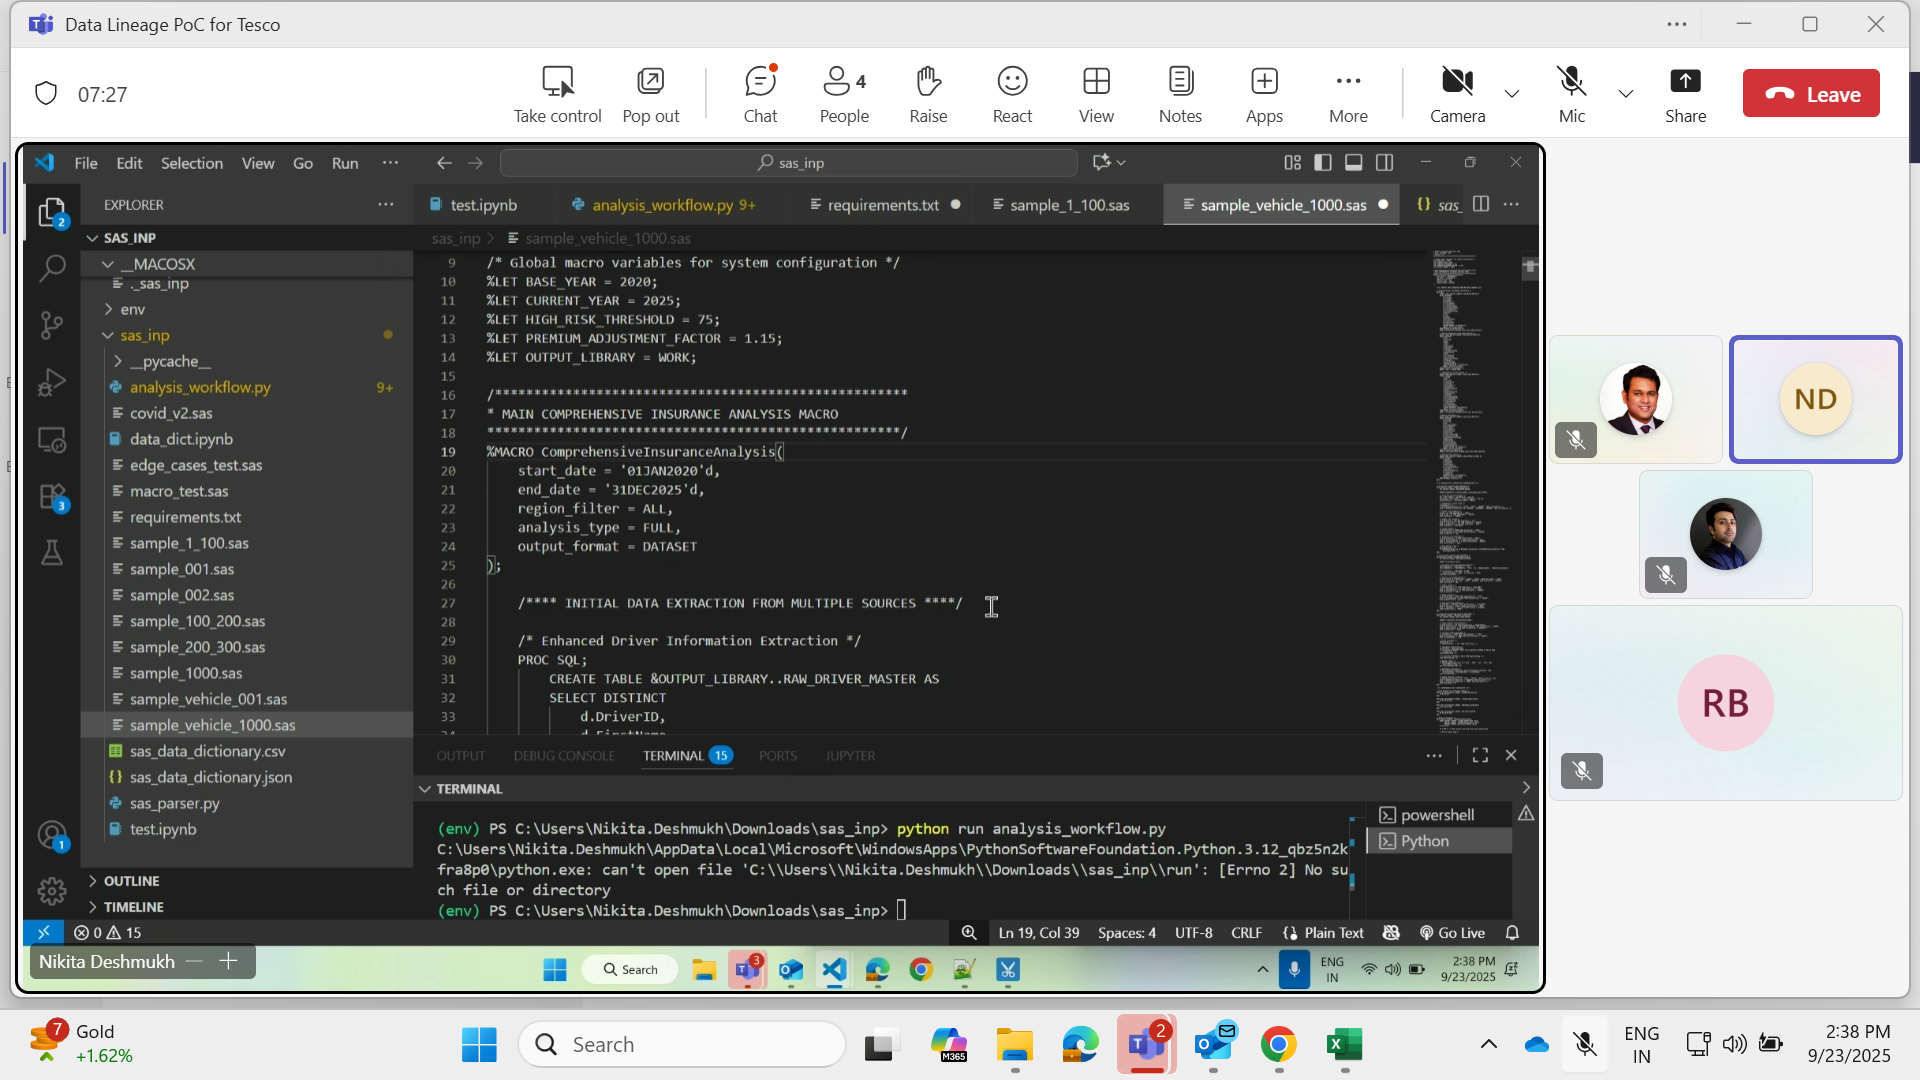 Data Lineage PoC for Tesco
07:27
Take control
Pop out
Chat
4
People
Raise
React
View
Notes
Apps
More
Camera
Mic
Share
Leave
File Edit Selection View Go Run
sas_inp
EXPLORER
test.ipynb
analysis_workflow.py 9+
requirements.txt
sample_1_100.sas
sample_vehicle_1000.sas
{} sas_
sas_inp > sample_vehicle_1000.sas
2
3
1
SAS_INP
__MACOSX
._sas_inp
env
sas_inp
__pycache__
analysis_workflow.py 9+
covid_v2.sas
data_dict.ipynb
edge_cases_test.sas
macro_test.sas
requirements.txt
sample_1_100.sas
sample_001.sas
sample_002.sas
sample_100_200.sas
sample_200_300.sas
sample_1000.sas
sample_vehicle_001.sas
sample_vehicle_1000.sas
sas_data_dictionary.csv
{} sas_data_dictionary.json
sas_parser.py
test.ipynb
OUTLINE
TIMELINE
9 /* Global macro variables for system configuration */
10 %LET BASE_YEAR = 2020;
11 %LET CURRENT_YEAR = 2025;
12 %LET HIGH_RISK_THRESHOLD = 75;
13 %LET PREMIUM_ADJUSTMENT_FACTOR = 1.15;
14 %LET OUTPUT_LIBRARY = WORK;
15
16 /*****************************************************
17 * MAIN COMPREHENSIVE INSURANCE ANALYSIS MACRO
18 *****************************************************/
19 %MACRO ComprehensiveInsuranceAnalysis(
20 start_date = '01JAN2020'd,
21 end_date = '31DEC2025'd,
22 region_filter = ALL,
23 analysis_type = FULL,
24 output_format = DATASET
25 );
26
27 /**** INITIAL DATA EXTRACTION FROM MULTIPLE SOURCES ****/
28
29 /* Enhanced Driver Information Extraction */
30 PROC SQL;
31 CREATE TABLE &OUTPUT_LIBRARY..RAW_DRIVER_MASTER AS
32 SELECT DISTINCT
33 d.DriverID,
34 d.FirstName,
OUTPUT DEBUG CONSOLE TERMINAL 15 PORTS JUPYTER
TERMINAL
(env) PS C:\Users\Nikita.Deshmukh\Downloads\sas_inp> python run analysis_workflow.py
C:\Users\Nikita.Deshmukh\AppData\Local\Microsoft\WindowsApps\PythonSoftwareFoundation.Python.3.12_qbz5n2k
fra8p0\python.exe: can't open file 'C:\\Users\\Nikita.Deshmukh\\Downloads\\sas_inp\\run': [Errno 2] No su
ch file or directory
(env) PS C:\Users\Nikita.Deshmukh\Downloads\sas_inp>
powershell
Python
0 15
Ln 19, Col 39 Spaces: 4 UTF-8 CRLF {} Plain Text Go Live
Nikita Deshmukh
Search
3
ENG
IN
2:38 PM
9/23/2025
ND
RB
7
Gold
+1.62%
Search
M365
2
ENG
IN
2:38 PM
9/23/2025